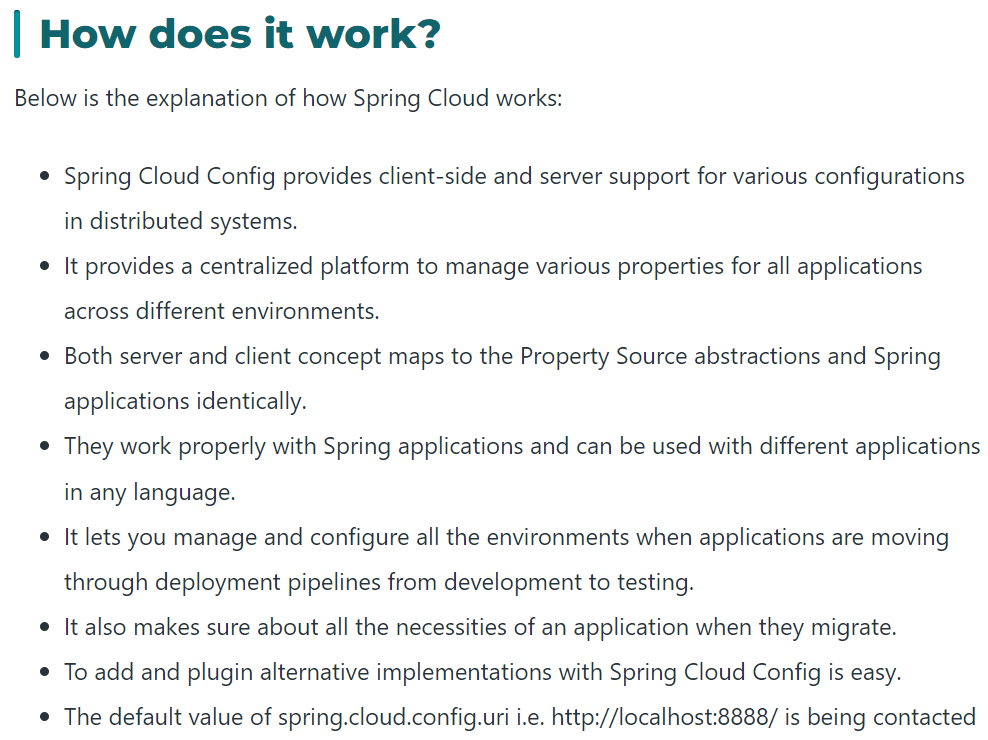 How does it work?
Below is the explanation of how Spring Cloud works:
• Spring Cloud Config provides client-side and server support for various configurations
in distributed systems.
• It provides a centralized platform to manage various properties for all applications
across different environments.
• Both server and client concept maps to the Property Source abstractions and Spring
applications identically.
• They work properly with Spring applications and can be used with different applications
in any language.
• It lets you manage and configure all the environments when applications are moving
through deployment pipelines from development to testing.
• It also makes sure about all the necessities of an application when they migrate.
• To add and plugin alternative implementations with Spring Cloud Config is easy.
• The default value of spring.cloud.config.uri i.e. http://localhost:8888/ is being contacted